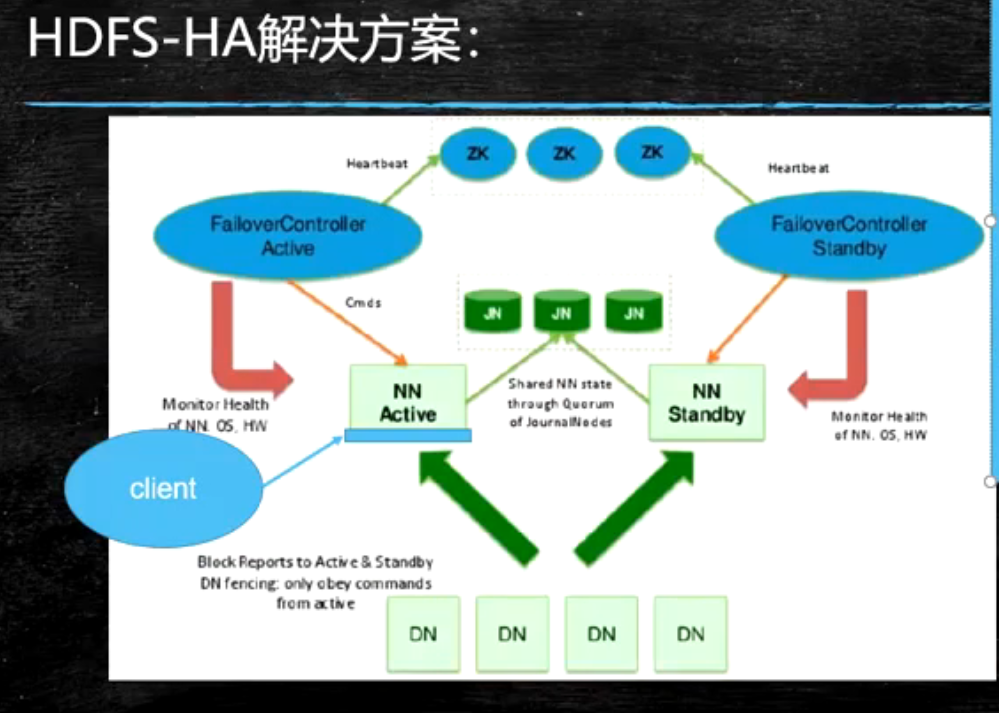 HDFS-HA解决方案：
ZK
ZK
ZK
Heartbeat
Heartbeat
FailoverController
Active
FailoverController
Standby
Cmds
JN
JN
JN
NN
Active
Shared NN state
through Quorum
of JournalNodes
NN
Standby
Monitor Health
of NN. OS, HW
Monitor Health
of NN. OS, HW
client
Block Reports to Active & Standby
DN fencing: only obey commands
from active
DN
DN
DN
DN